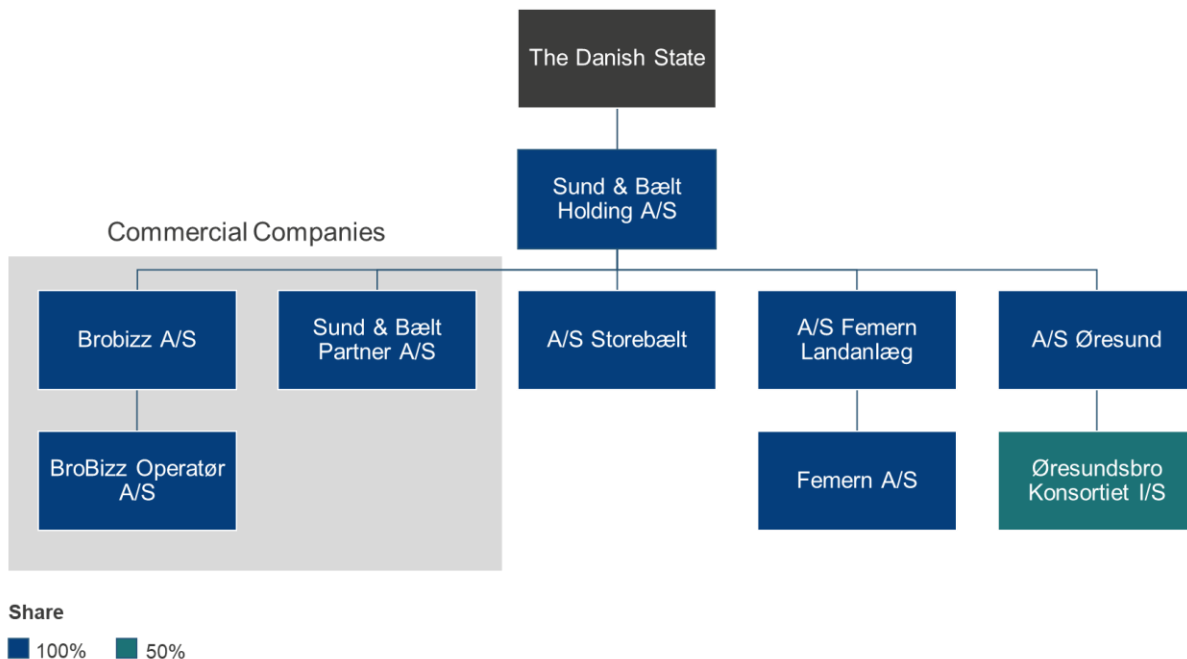 The Danish State
Sund & Bælt
Holding A/S
Commercial Companies
Brobizz A/S
Sund & Bælt
Partner A/S
A/S Storebælt
A/S Femern
Landanlæg
A/S Øresund
BroBizz Operatør
A/S
Femern A/S
Øresundsbro
Konsortiet I/S
Share
100%
50%